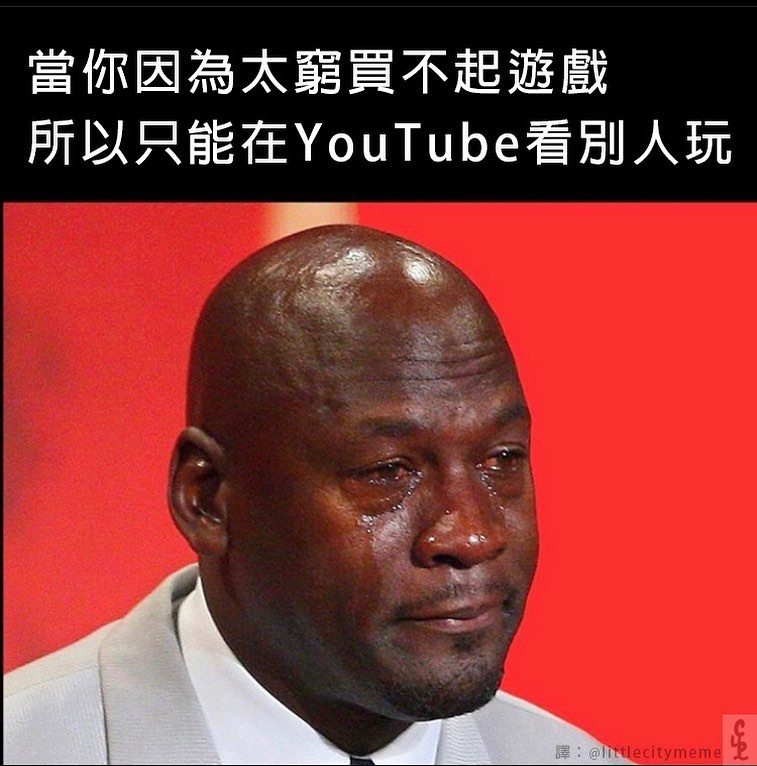 當你因為太窮買不起遊戲
所以只能在YouTube看別人玩
譯：@littlecitymeme